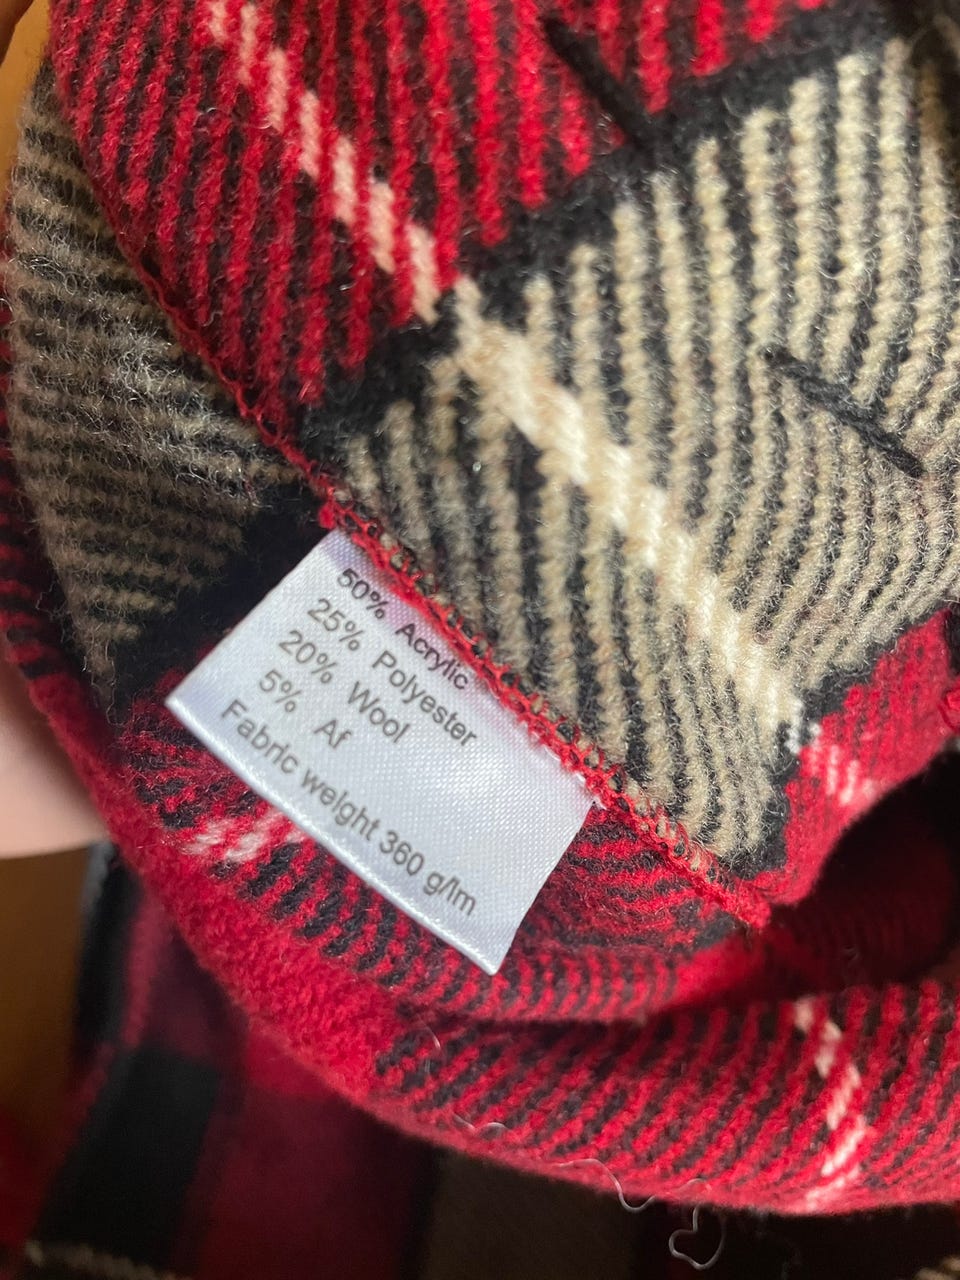 50% Acrylic
25% Polyester
20% Wool
5% Af
Fabric weight 360 g/lm